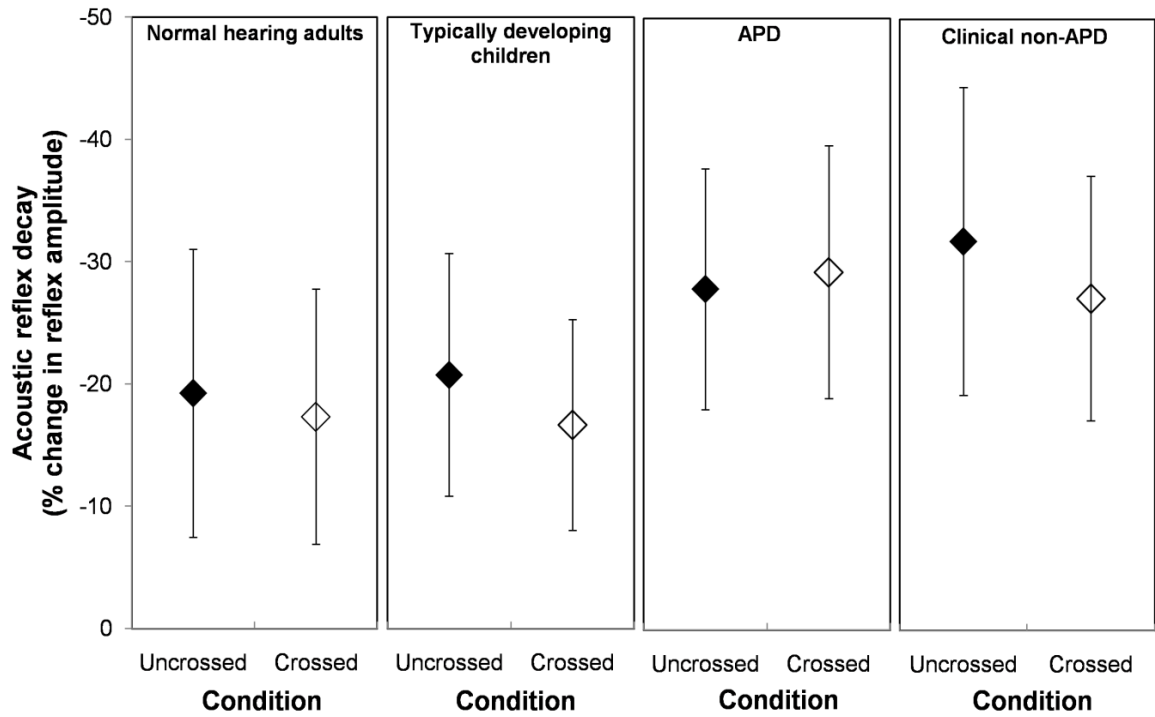 Acoustic reflex decay
(% change in reflex amplitude)
-50
-40
-30
-20
-10
0
Normal hearing adults
Typically developing
children
APD
Clinical non-APD
Uncrossed Crossed
Condition
Uncrossed Crossed
Condition
Uncrossed Crossed
Condition
Uncrossed Crossed
Condition